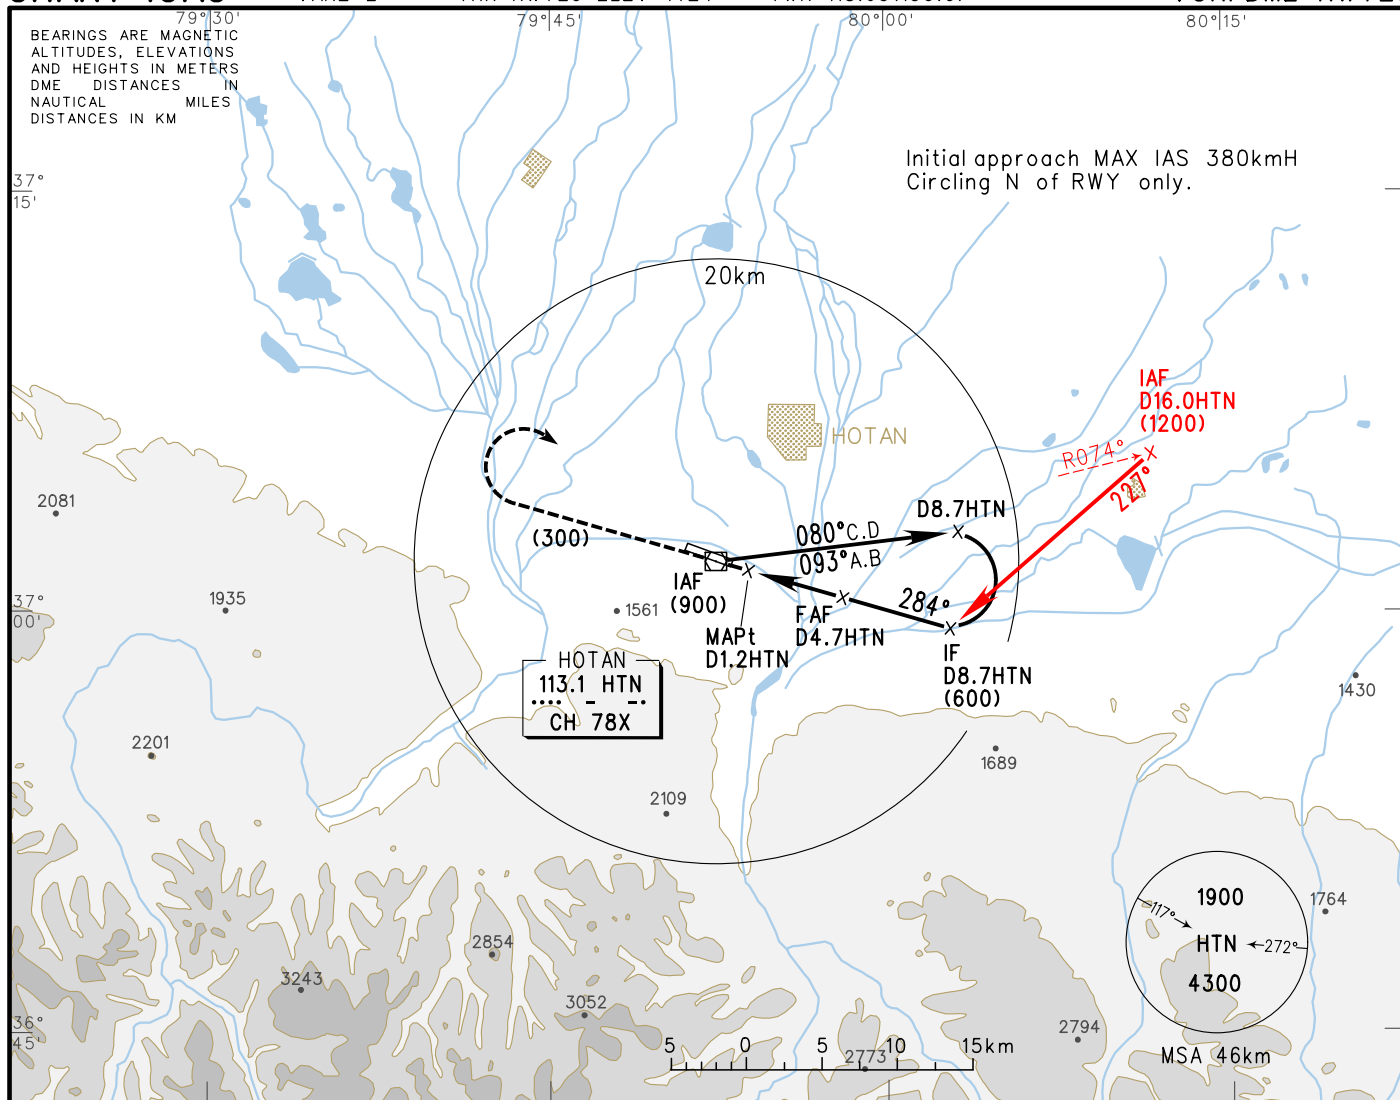 79°30'
79°45'
80°00'
80°15'
BEARINGS ARE MAGNETIC
ALTITUDES, ELEVATIONS
AND HEIGHTS IN METERS
DME DISTANCES IN
NAUTICAL MILES
DISTANCES IN KM
Initial approach MAX IAS 380kmH
Circling N of RWY only.
37°
15'
20km
IAF
D16.0HTN
(1200)
R074°
227°
HOTAN
2081
D8.7HTN
080°C.D
093°A.B
(300)
IAF
(900)
284°
FAF
D4.7HTN
MAPt
D1.2HTN
IF
D8.7HTN
(600)
37°
00'
1935
1561
HOTAN
113.1 HTN
CH 78X
1430
2201
1689
2109
1900
117°
HTN
272°
4300
MSA 46km
1764
2854
3243
3052
2794
2773
36°
45'
5 0 5 10 15km